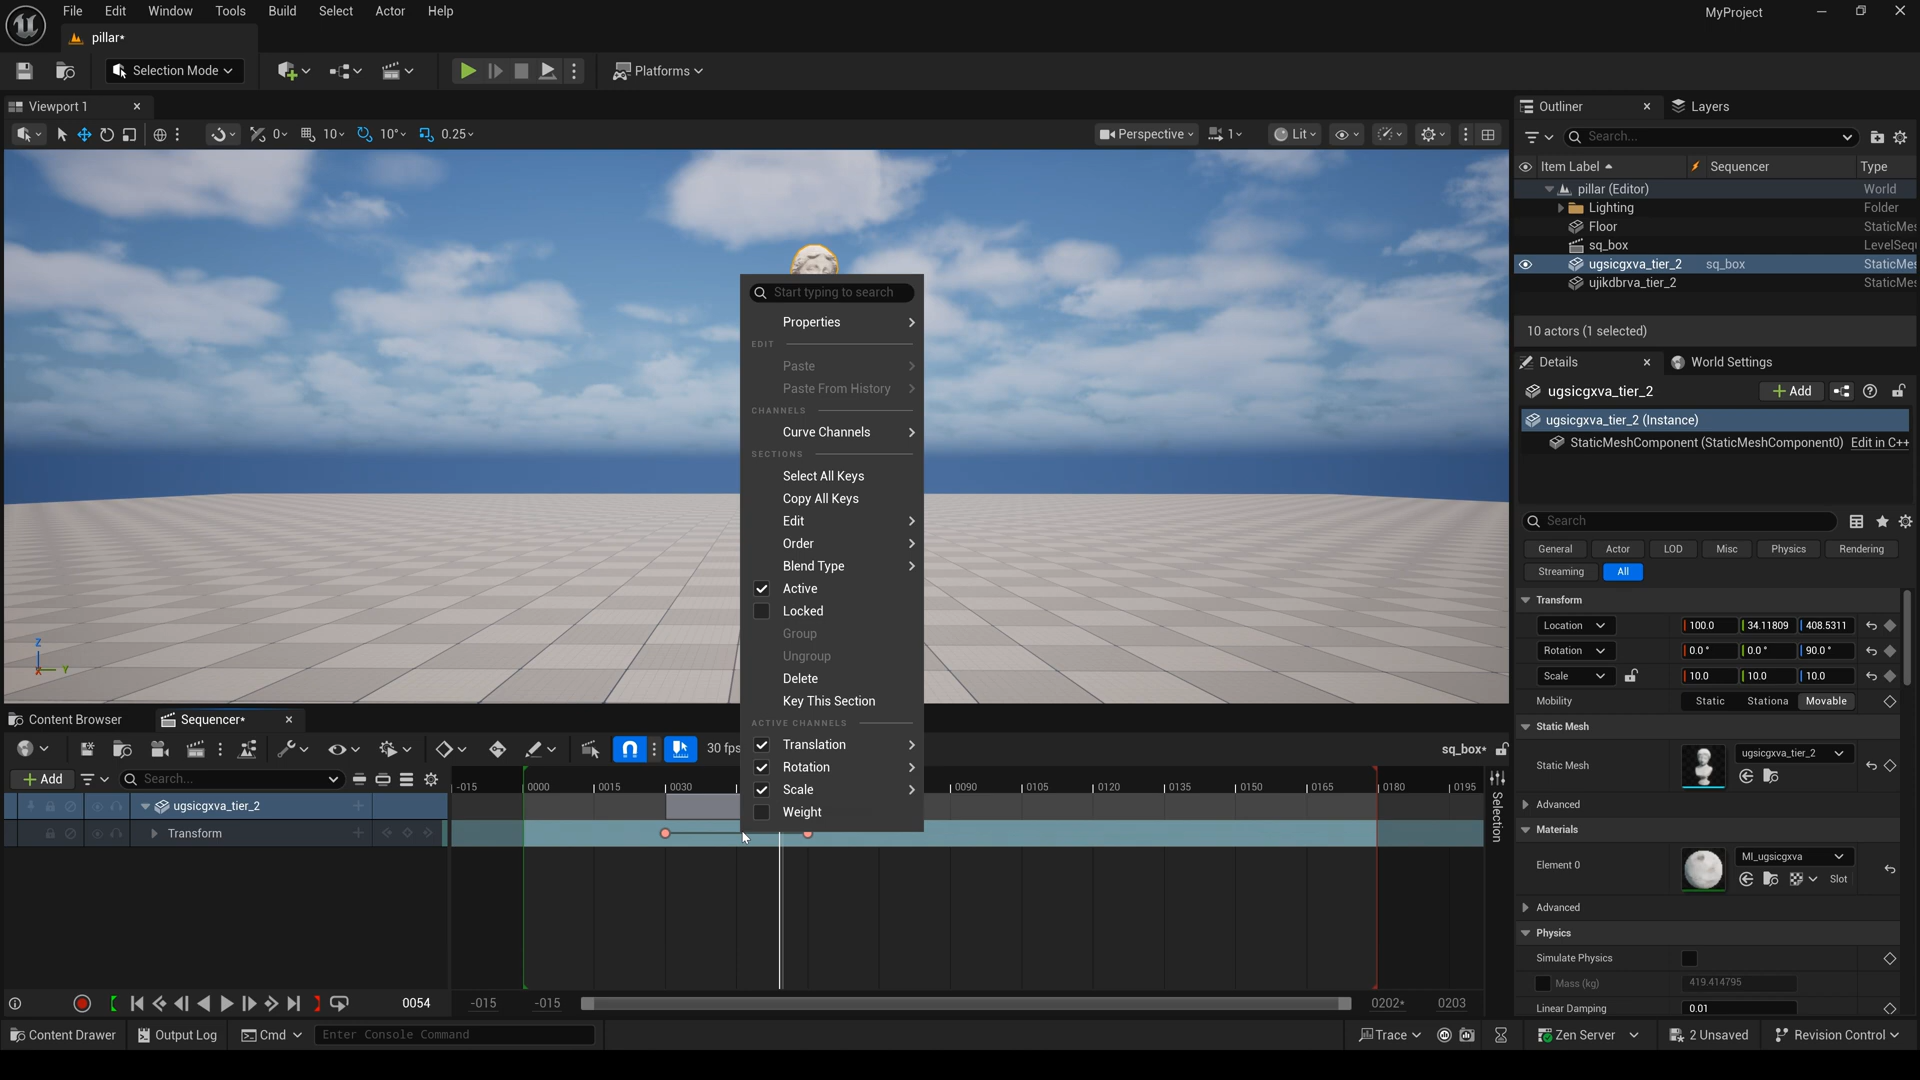 File Edit Window Tools Build Select Actor Help
MyProject
pillar*
Selection Mode
Platforms
Viewport 1
0 10 10° 0.25
Perspective 1 Lit
Outliner Layers
Search...
Item Label Sequencer Type
pillar (Editor) World
Lighting Folder
Floor StaticMes
sq_box LevelSeq
ugsicgxva_tier_2 sq_box StaticMes
ujikdbrva_tier_2 StaticMes
10 actors (1 selected)
Details World Settings
ugsicgxva_tier_2 Add
ugsicgxva_tier_2 (Instance)
StaticMeshComponent (StaticMeshComponent0) Edit in C++
Search
General Actor LOD Misc Physics Rendering
Streaming All
Transform
Location 100.0 34.11809 408.5311
Rotation 0.0° 0.0° 90.0°
Scale 10.0 10.0 10.0
Mobility Static Stationa Movable
Static Mesh
Static Mesh ugsicgxva_tier_2
Advanced
Materials
Element 0 MI_ugsicgxva
Slot
Advanced
Physics
Simulate Physics
Mass (kg) 419.414795
Linear Damping 0.01
Start typing to search
Properties
EDIT
Paste
Paste From History
CHANNELS
Curve Channels
SECTIONS
Select All Keys
Copy All Keys
Edit
Order
Blend Type
Active
Locked
Group
Ungroup
Delete
Key This Section
ACTIVE CHANNELS
Translation
Rotation
Scale
Weight
Z
X Y
Content Browser Sequencer*
30 fps
sq_box*
Add Search...
-015 0000 0015 0030 0090 0105 0120 0135 0150 0165 0180 0195
ugsicgxva_tier_2
Transform
Selection
0054 -015 -015 0202* 0203
Content Drawer Output Log Cmd Enter Console Command
Trace Zen Server 2 Unsaved Revision Control